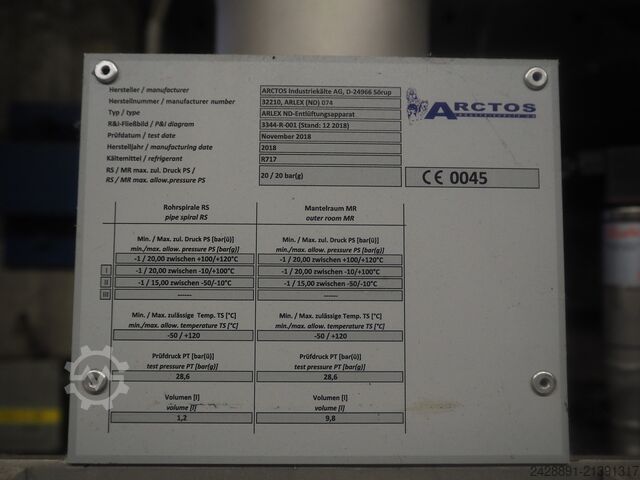 Hersteller / manufacturer ARCTOS Industriekälte AG, D-24966 Sörup
Herstellnummer / manufacturer number 32210, ARLEX (ND) 074
Typ / type ARLEX ND-Entlüftungsapparat
R&I-Fließbild / P&I diagram 3344-R-001 (Stand: 12 2018)
Prüfdatum / test date November 2018
Herstelljahr / manufacturing date 2018
Kältemittel / refrigerant R717
RS / MR max. zul. Druck PS /
RS / MR max. allow.pressure PS 20 / 20 bar(g)
ARCTOS
INDUSTRIEKÄLTE AG
CE 0045
Rohrspirale RS Mantelraum MR
pipe spiral RS outer room MR
Min. / Max. zul. Druck PS [bar(ü)] Min. / Max. zul. Druck PS [bar(ü)]
min./max. allow. pressure PS [bar(g)] min./max. allow. pressure PS [bar(g)]
-1 / 20,00 zwischen +100/+120°C -1 / 20,00 zwischen +100/+120°C
I -1 / 20,00 zwischen -10/+100°C -1 / 20,00 zwischen -10/+100°C
II -1 / 15,00 zwischen -50/-10°C -1 / 15,00 zwischen -50/-10°C
III ------ ------
Min. / Max. zulässige Temp. TS [°C] Min. / Max. zulässige Temp. TS [°C]
min./max. allow. temperature TS [°C] min./max. allow. temperature TS [°C]
-50 / +120 -50 / +120
Prüfdruck PT [bar(ü)] Prüfdruck PT [bar(ü)]
test pressure PT [bar(g)] test pressure PT [bar(g)]
28,6 28,6
Volumen [l] Volumen [l]
volume [l] volume [l]
1,2 9,8
2428891-21391317